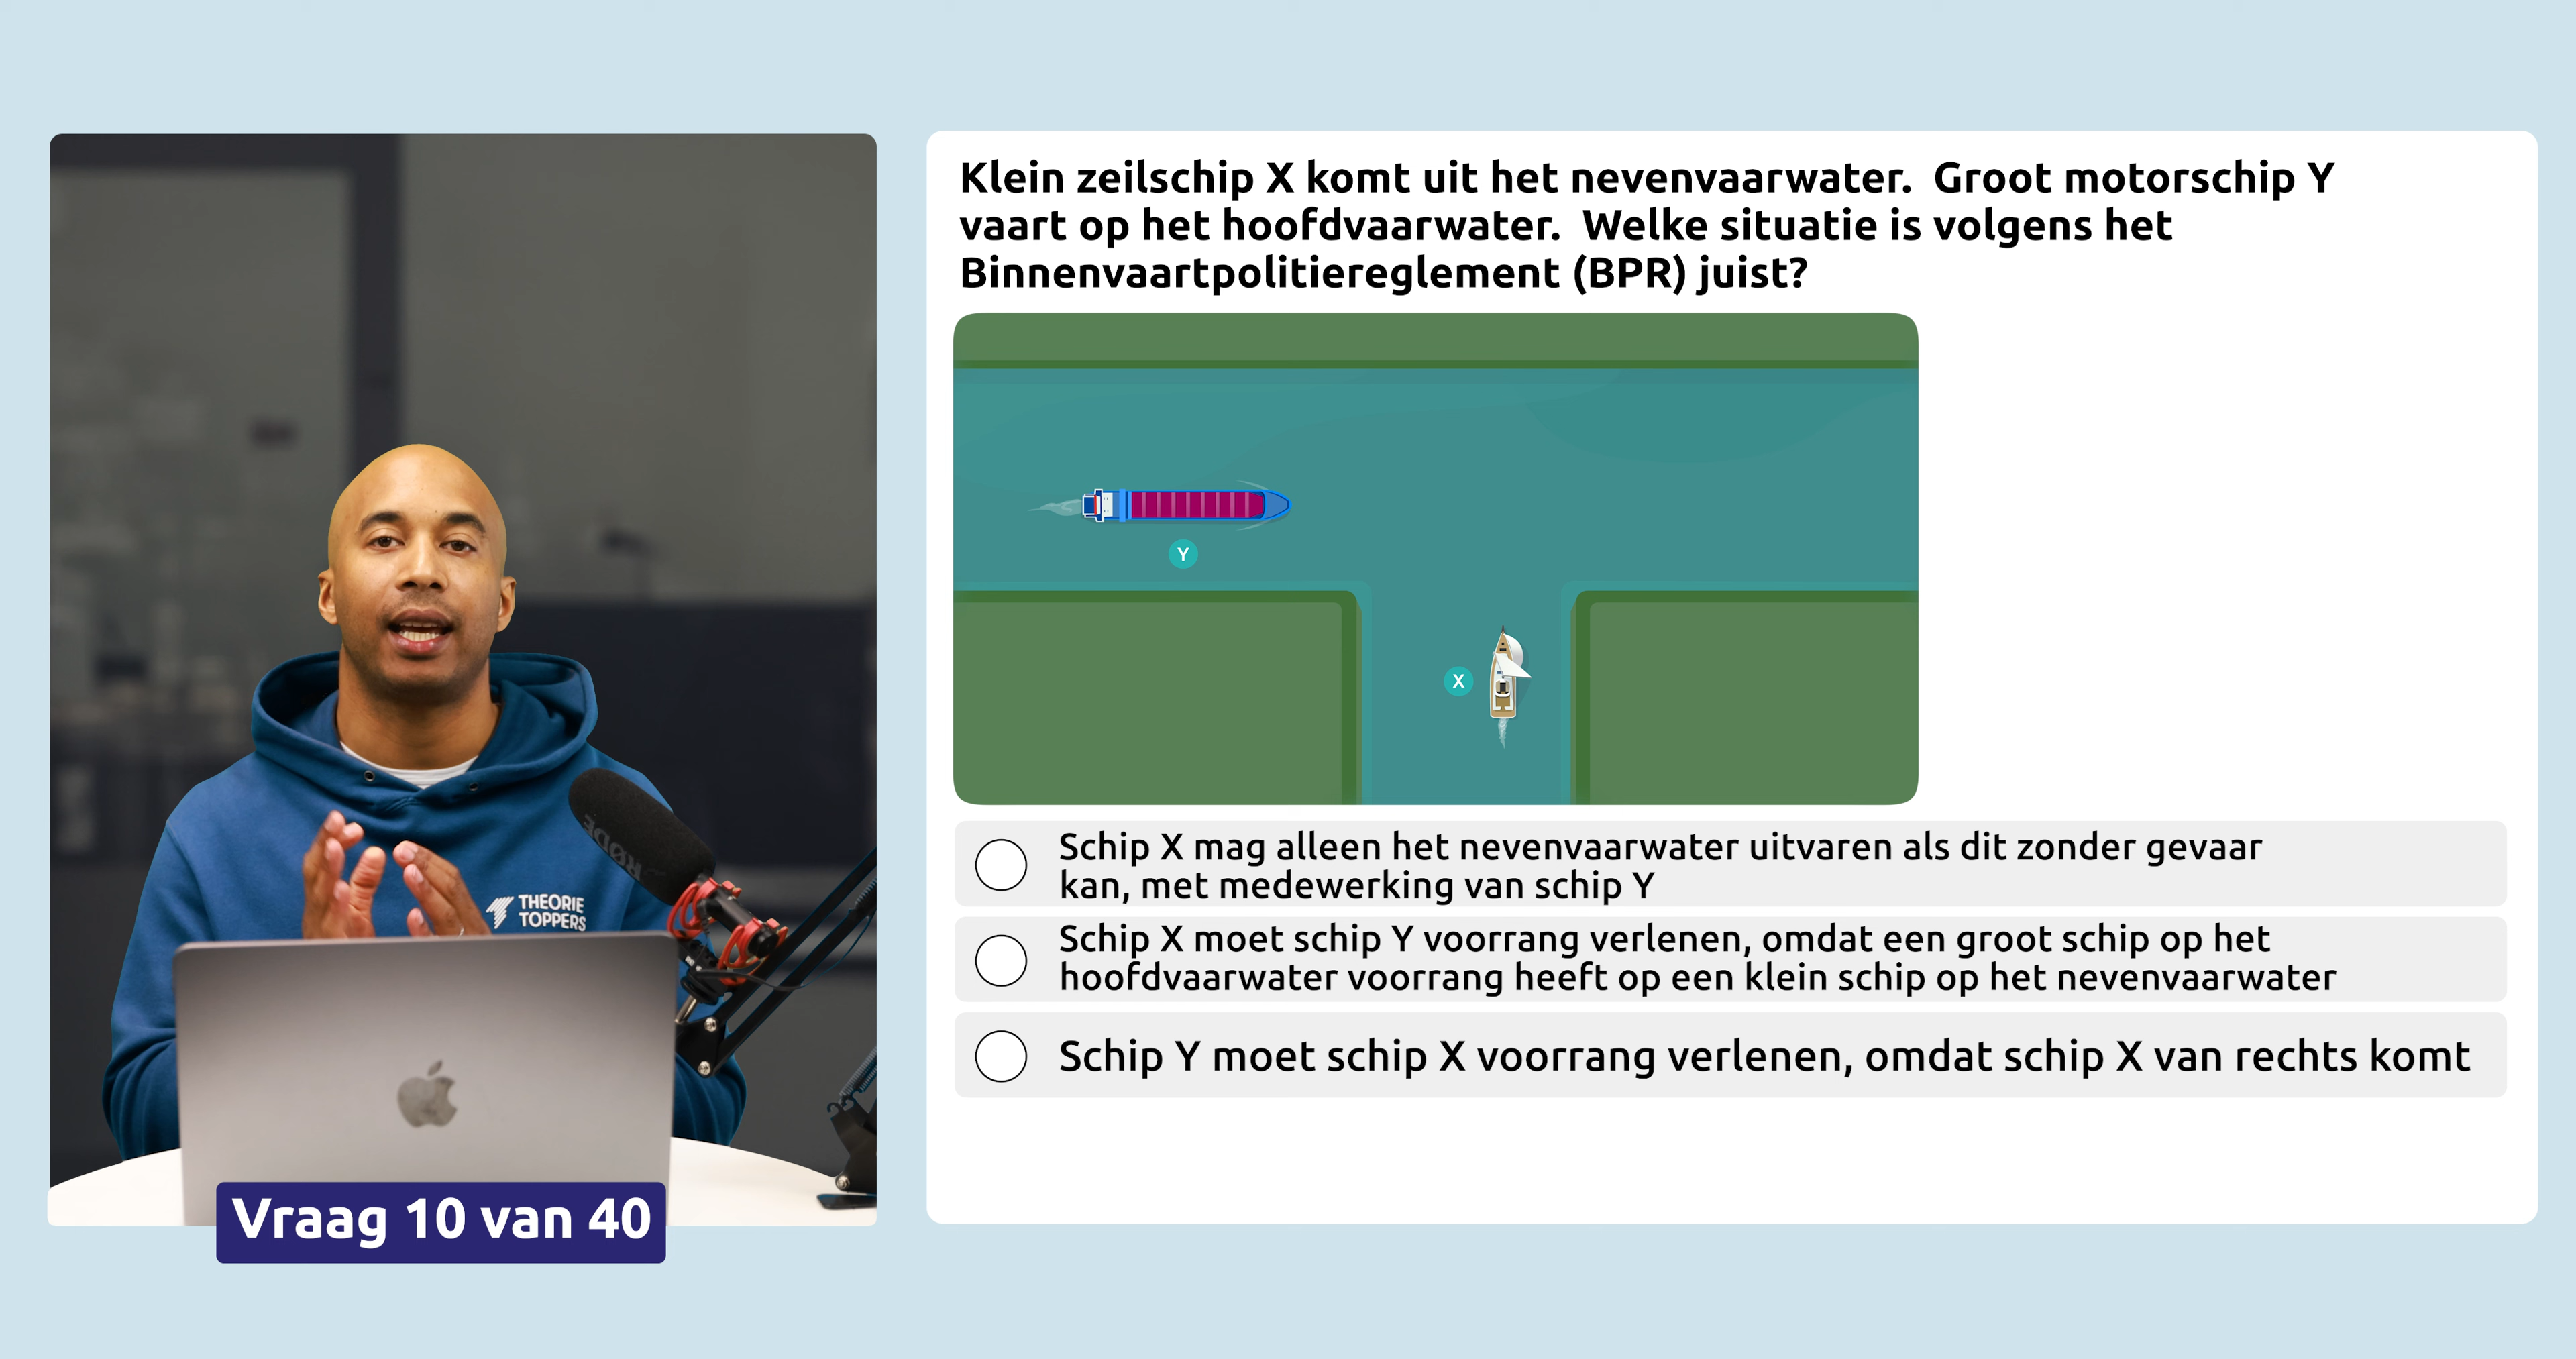 Klein zeilschip X komt uit het nevenvaarwater. Groot motorschip Y
vaart op het hoofdvaarwater. Welke situatie is volgens het
Binnenvaartpolitiereglement (BPR) juist?
Y
X
Schip X mag alleen het nevenvaarwater uitvaren als dit zonder gevaar
kan, met medewerking van schip Y
Schip X moet schip Y voorrang verlenen, omdat een groot schip op het
hoofdvaarwater voorrang heeft op een klein schip op het nevenvaarwater
Schip Y moet schip X voorrang verlenen, omdat schip X van rechts komt
RØDE
THEORIE
TOPPERS
Vraag 10 van 40